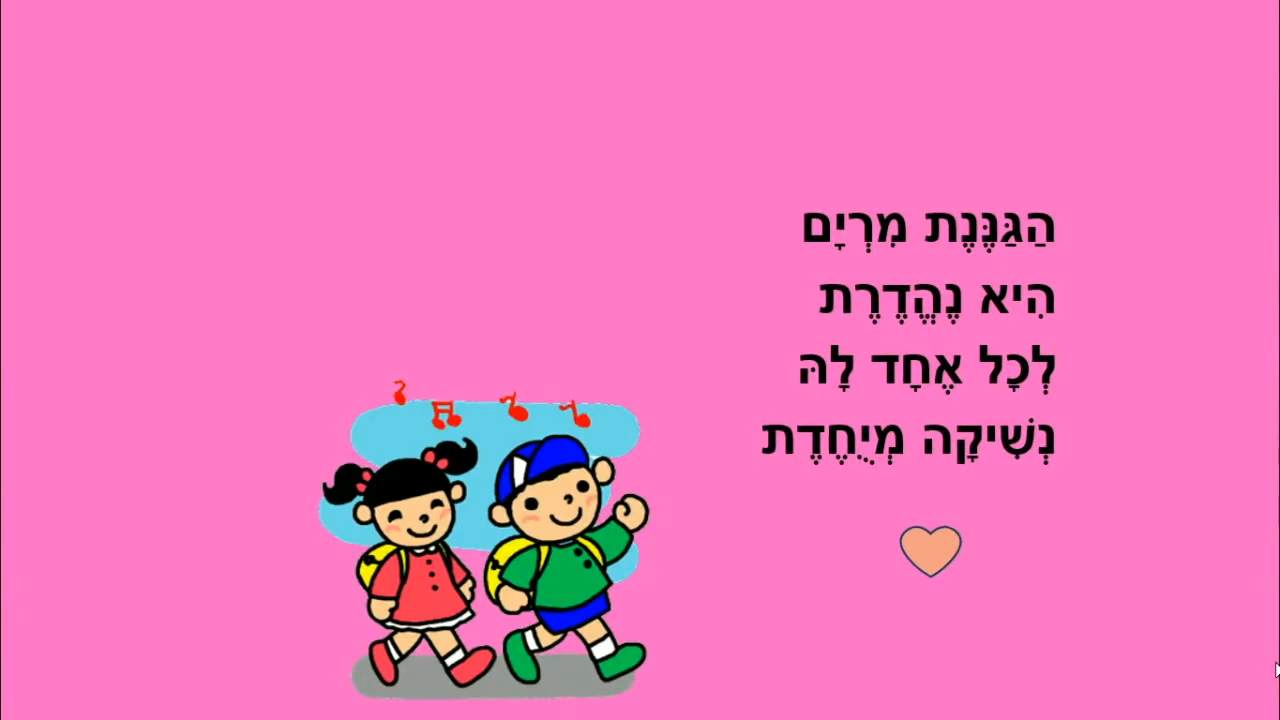 הַגַּנֶּנֶת מִרְיָם
הִיא נֶהֱדֶרֶת
לְכָל אֶחָד לָהּ
נְשִׁיקָה מְיֻחֶדֶת